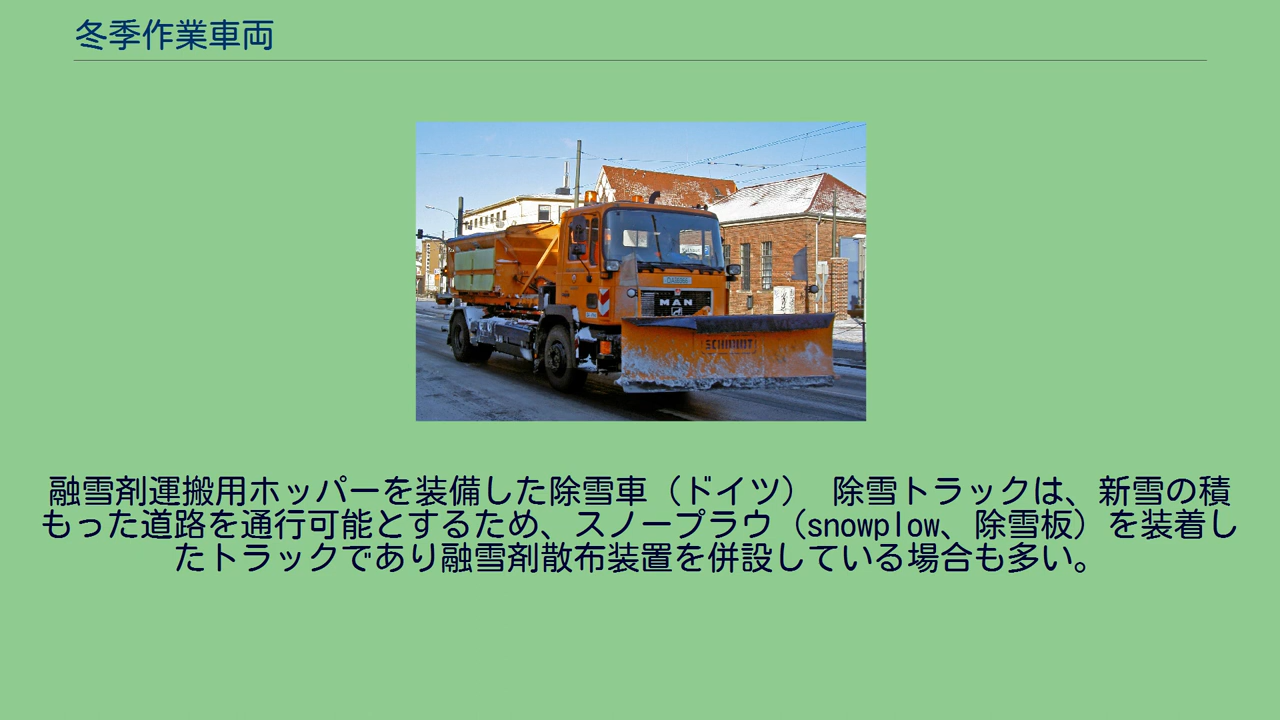 冬季作業車両
MAN
SCHMIDT
融雪剤運搬用ホッパーを装備した除雪車（ドイツ） 除雪トラックは、新雪の積
もった道路を通行可能とするため、スノープラウ（snowplow、除雪板）を装着し
たトラックであり融雪剤散布装置を併設している場合も多い。